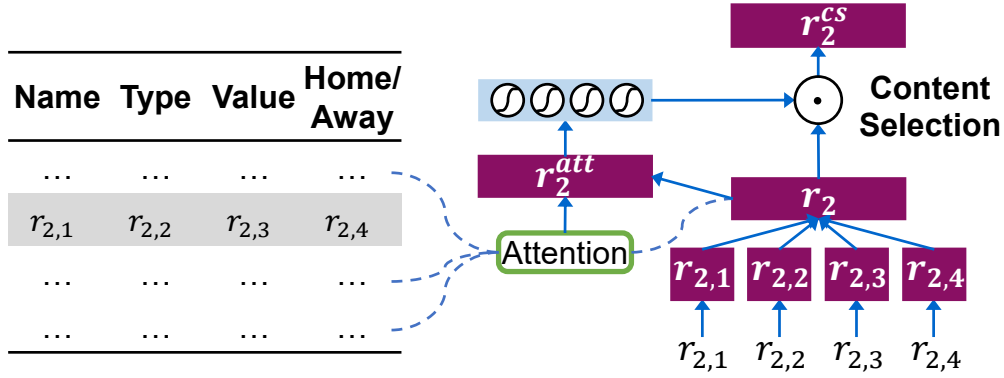 Name Type Value Home/
Away
… … … …
r₂,₁ r₂,₂ r₂,₃ r₂,₄
… … … …
… … … …
r₂ᶜˢ
Content
Selection
r₂ᵃᵗᵗ
r₂
Attention
r₂,₁ r₂,₂ r₂,₃ r₂,₄
r₂,₁ r₂,₂ r₂,₃ r₂,₄